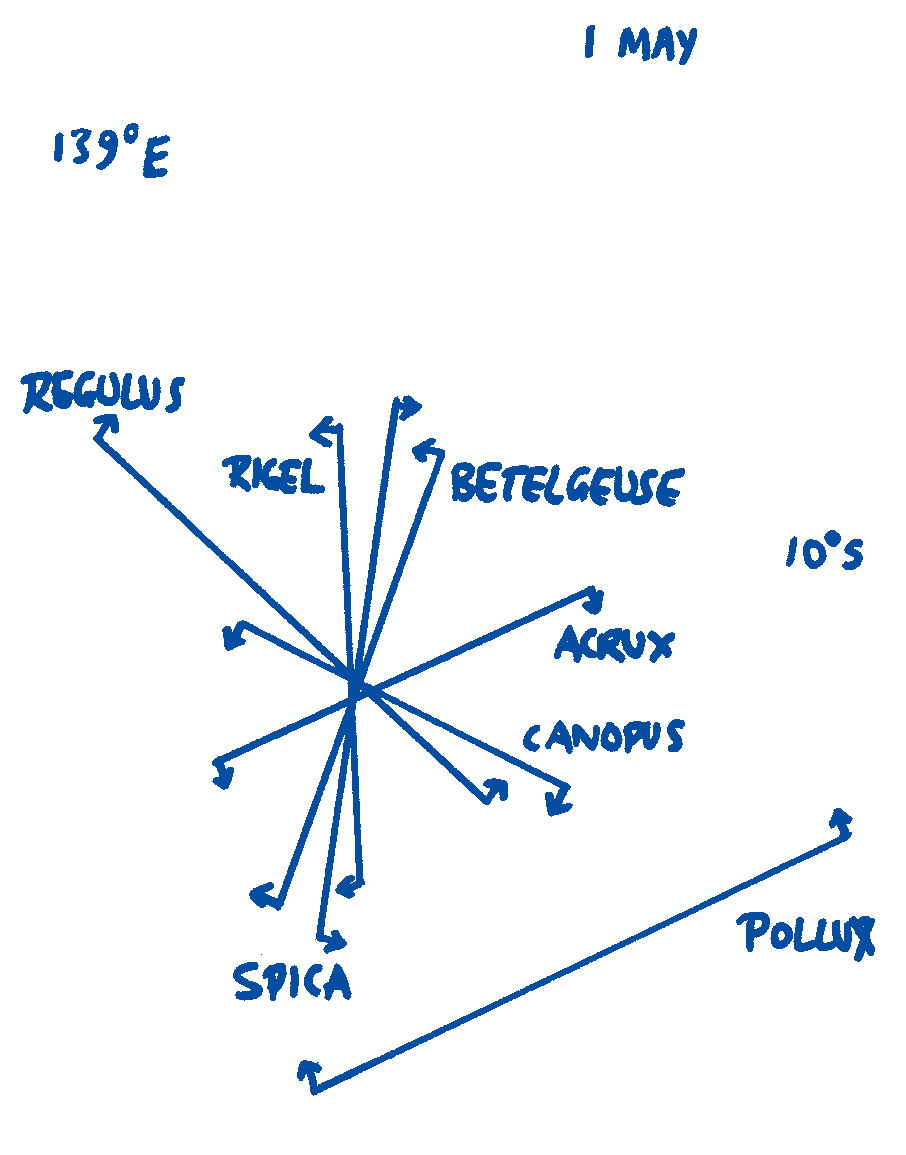 1 MAY
139°E
REGULUS
RIGEL
BETELGEUSE
10°S
ACRUX
CANOPUS
POLLUX
SPICA